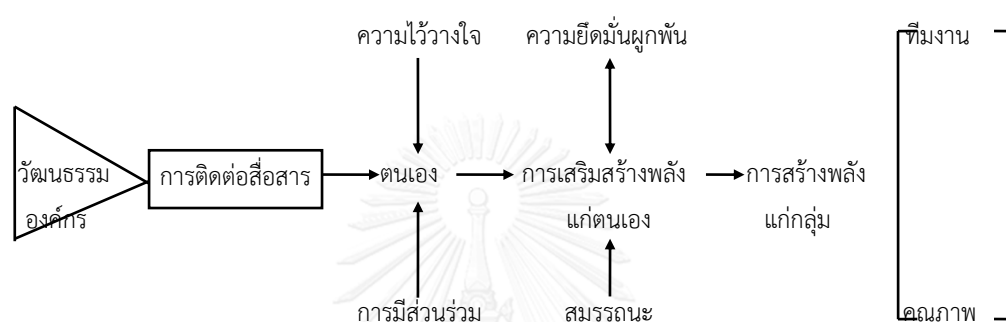 ความไว้วางใจ ความยึดมั่นผูกพัน ทีมงาน
วัฒนธรรม การติดต่อสื่อสาร ตนเอง การเสริมสร้างพลัง การสร้างพลัง
องค์กร แก่ตนเอง แก่กลุ่ม
การมีส่วนร่วม สมรรถนะ คุณภาพ